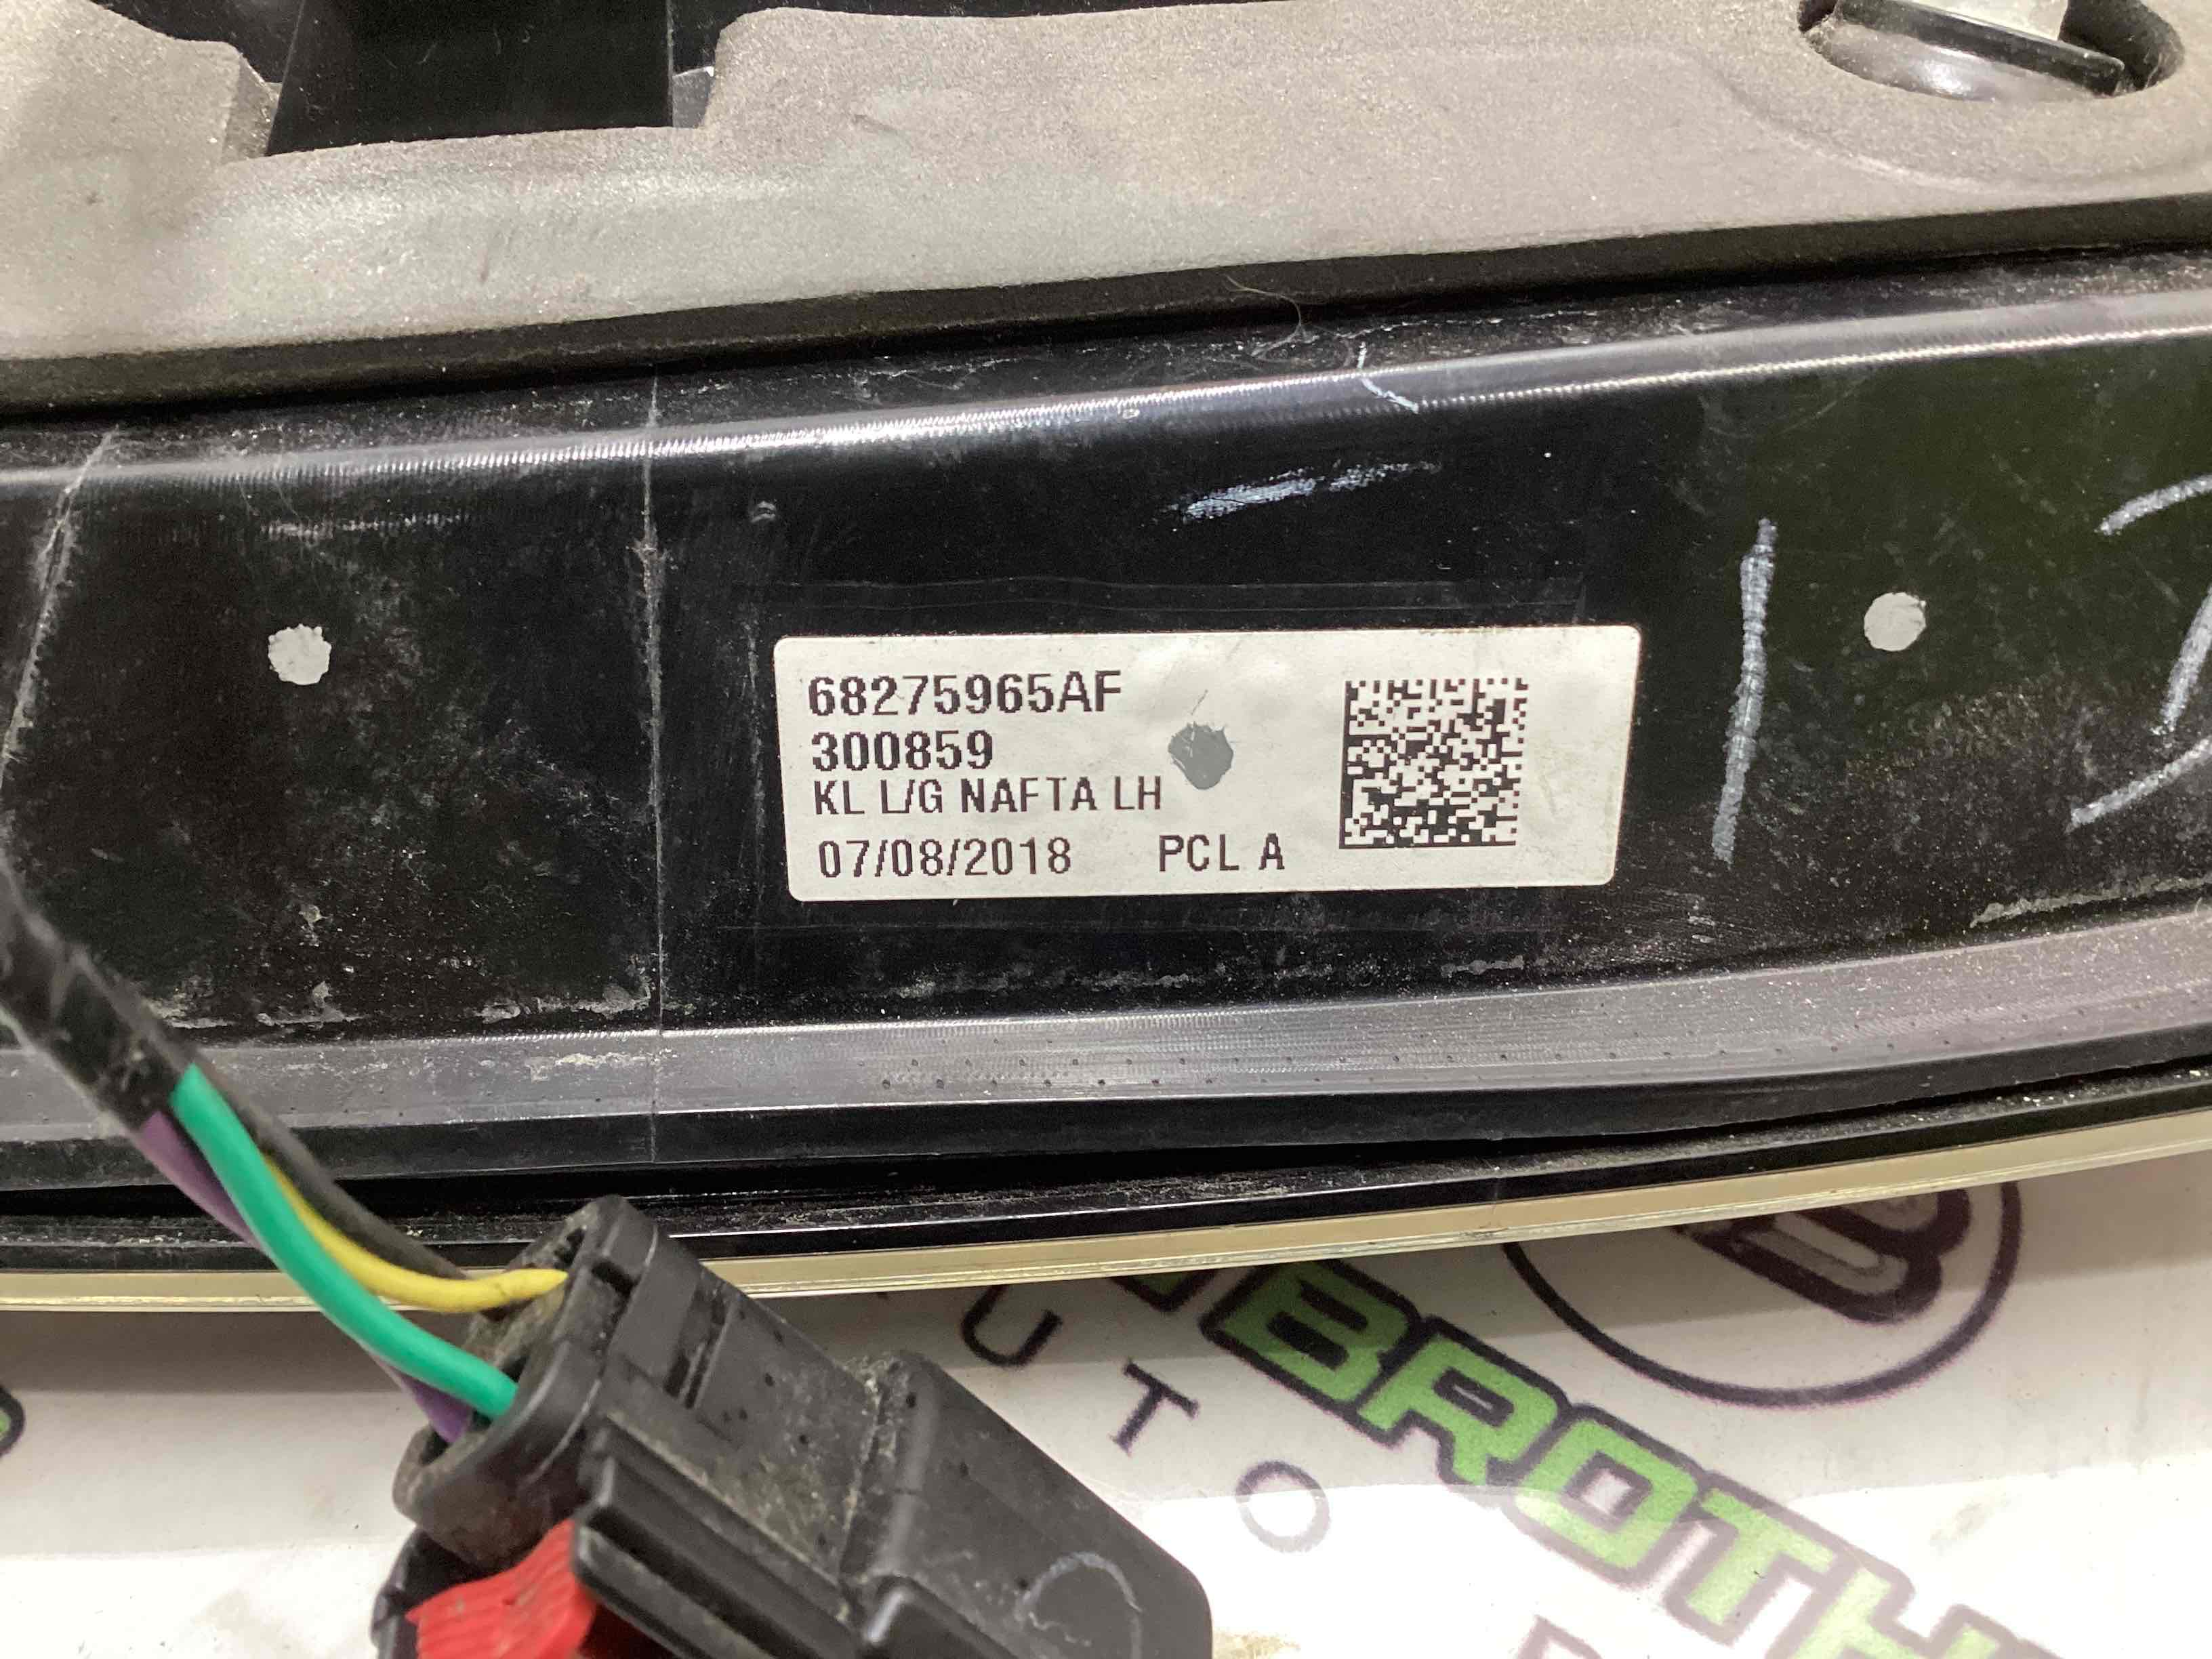 68275965AF
300859
KL L/G NAFTA LH
07/08/2018 PCL A